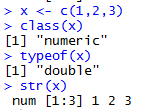 > x <- c(1,2,3)
> class(x)
[1] "numeric"
> typeof(x)
[1] "double"
> str(x)
 num [1:3] 1 2 3